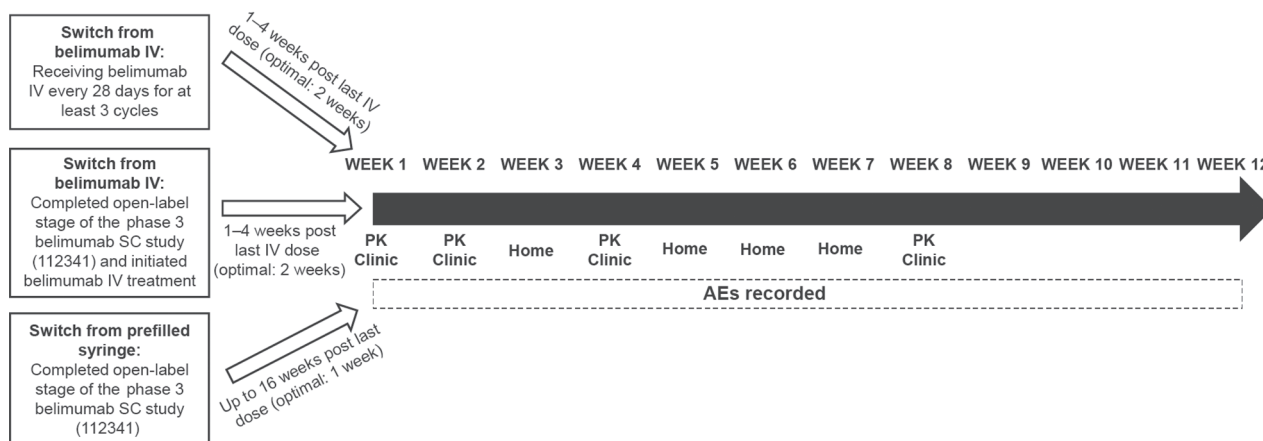 Switch from
belimumab IV:
Receiving belimumab
IV every 28 days for at
least 3 cycles
1–4 weeks post last IV
dose (optimal: 2 weeks)
Switch from
belimumab IV:
Completed open-label
stage of the phase 3
belimumab SC study
(112341) and initiated
belimumab IV treatment
1–4 weeks post
last IV dose
(optimal: 2 weeks)
Switch from prefilled
syringe:
Completed open-label
stage of the phase 3
belimumab SC study
(112341)
Up to 16 weeks post last
dose (optimal: 1 week)
WEEK 1 WEEK 2 WEEK 3 WEEK 4 WEEK 5 WEEK 6 WEEK 7 WEEK 8 WEEK 9 WEEK 10 WEEK 11 WEEK 12
PK PK Home PK Home Home Home PK
Clinic Clinic Clinic Clinic
AEs recorded